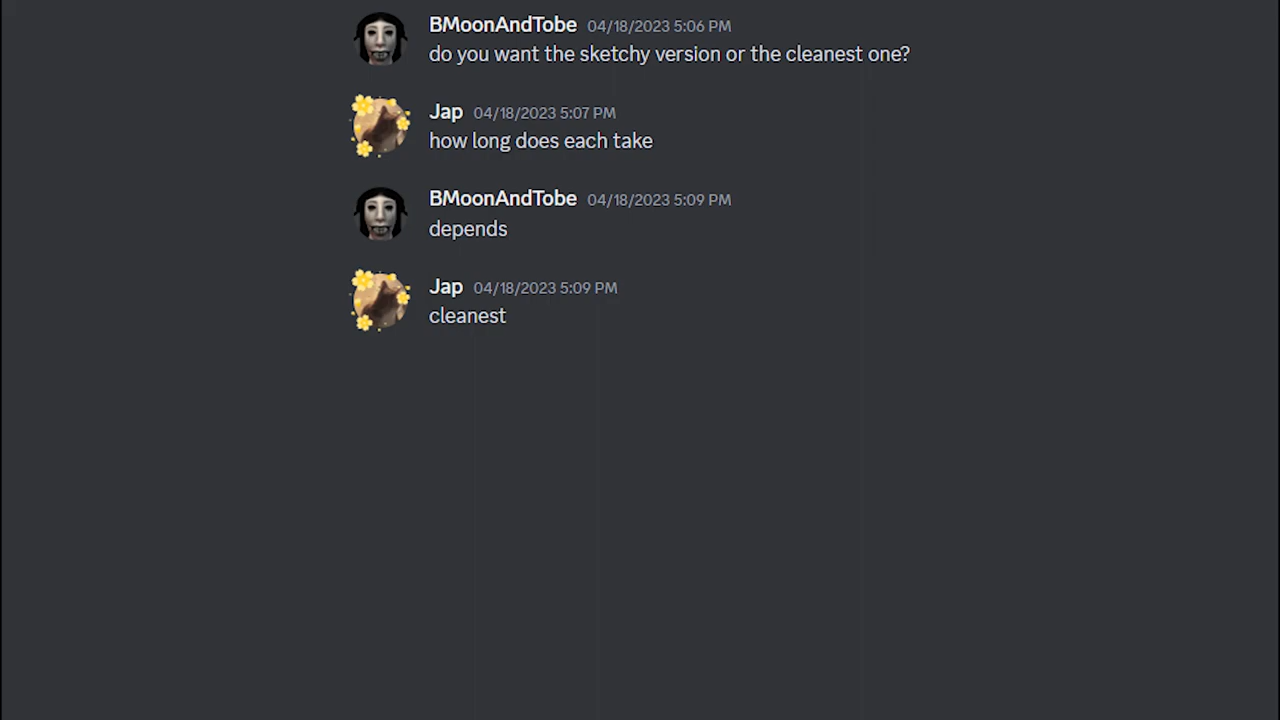 BMoonAndTobe 04/18/2023 5:06 PM
do you want the sketchy version or the cleanest one?
Jap 04/18/2023 5:07 PM
how long does each take
BMoonAndTobe 04/18/2023 5:09 PM
depends
Jap 04/18/2023 5:09 PM
cleanest